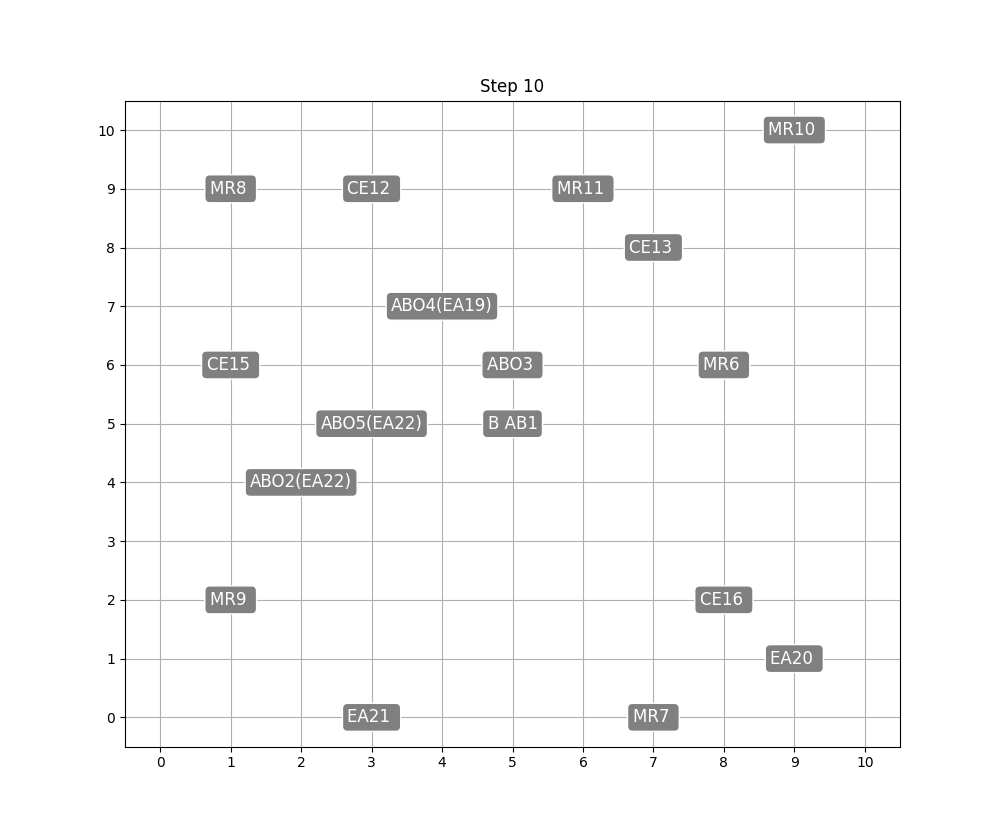 Step 10
10
MR10
9
MR8
CE12
MR11
8
CE13
7
ABO4(EA19)
6
CE15
ABO3
MR6
5
ABO5(EA22)
B AB1
4
ABO2(EA22)
3
2
MR9
CE16
1
EA20
0
EA21
MR7
0 1 2 3 4 5 6 7 8 9 10